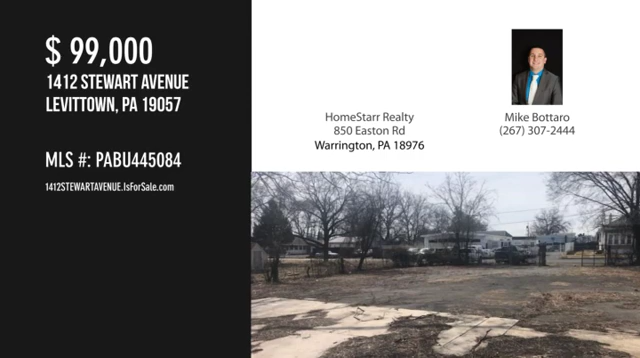 $ 99,000
1412 STEWART AVENUE
LEVITTOWN, PA 19057
MLS #: PABU445084
1412STEWARTAVENUE.IsForSale.com
HomeStarr Realty
850 Easton Rd
Warrington, PA 18976
Mike Bottaro
(267) 307-2444